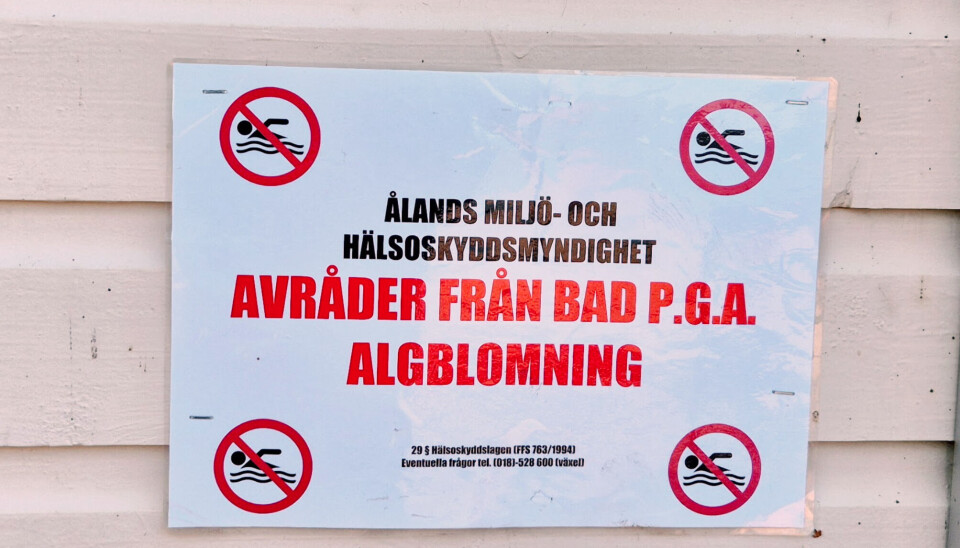 ÅLANDS MILJÖ- OCH
HÄLSOSKYDDSMYNDIGHET
AVRÅDER FRÅN BAD P.G.A.
ALGBLOMNING
29 § Hälsoskyddslagen (FFS 763/1994)
Eventuella frågor tel. (018)-528 600 (växel)